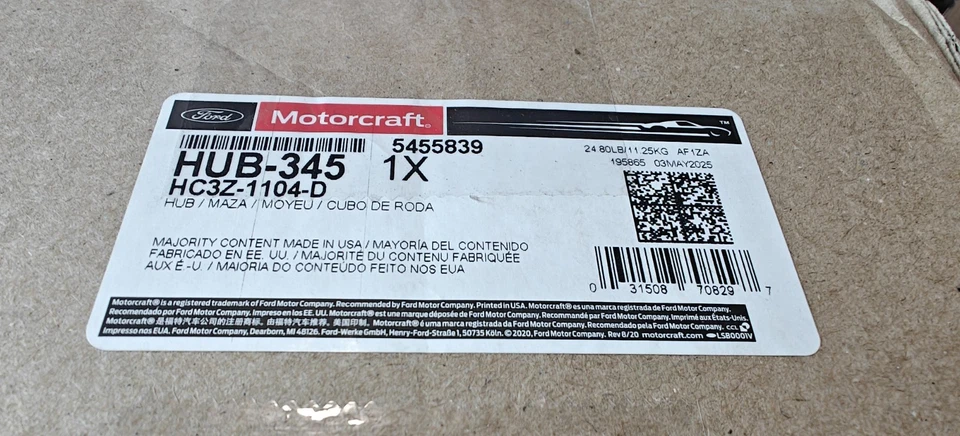 Ford
Motorcraft®
™
5455839
24.80LB/11.25KG AF1ZA
195865 03MAY2025
HUB-345 1X
HC3Z-1104-D
HUB / MAZA / MOYEU / CUBO DE RODA
MAJORITY CONTENT MADE IN USA / MAYORÍA DEL CONTENIDO
FABRICADO EN EE. UU. / MAJORITÉ DU CONTENU FABRIQUÉE
AUX É.-U. / MAIORIA DO CONTEÚDO FEITO NOS EUA
0 31508 70829 7
Motorcraft® is a registered trademark of Ford Motor Company. Recommended by Ford Motor Company. Printed in USA. Motorcraft® es una marca registrada de Ford Motor
Company. Recomendado por Ford Motor Company. Impreso en los EE. UU. Motorcraft® est une marque déposée de Ford Motor Company. Recommandé par Ford Motor Company. Imprimé aux États-Unis.
Motorcraft® 是福特汽车公司的注册商标。由福特汽车公司推荐。美国印制。 Motorcraft® é uma marca registrada da Ford Motor Company. Recomendado pela Ford Motor Company. CCL
Impresso nos EUA. Ford Motor Company, Dearborn, MI 48126. Ford-Werke GmbH, Henry-Ford-Straße 1, 50735 Köln. © 2020, Ford Motor Company. Rev 8/20 motorcraft.com LSB0001V